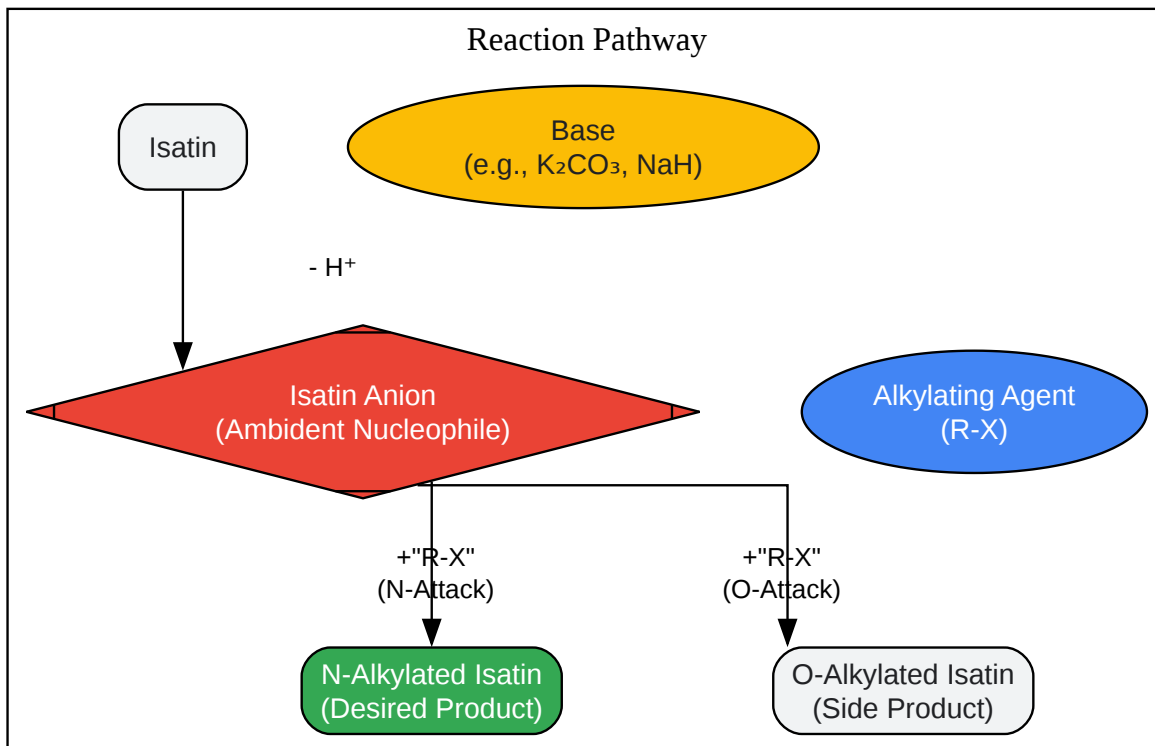 Reaction Pathway
Isatin
Base
(e.g., K₂CO₃, NaH)
- H⁺
Isatin Anion
(Ambident Nucleophile)
Alkylating Agent
(R-X)
+"R-X"
(N-Attack)
+"R-X"
(O-Attack)
N-Alkylated Isatin
(Desired Product)
O-Alkylated Isatin
(Side Product)